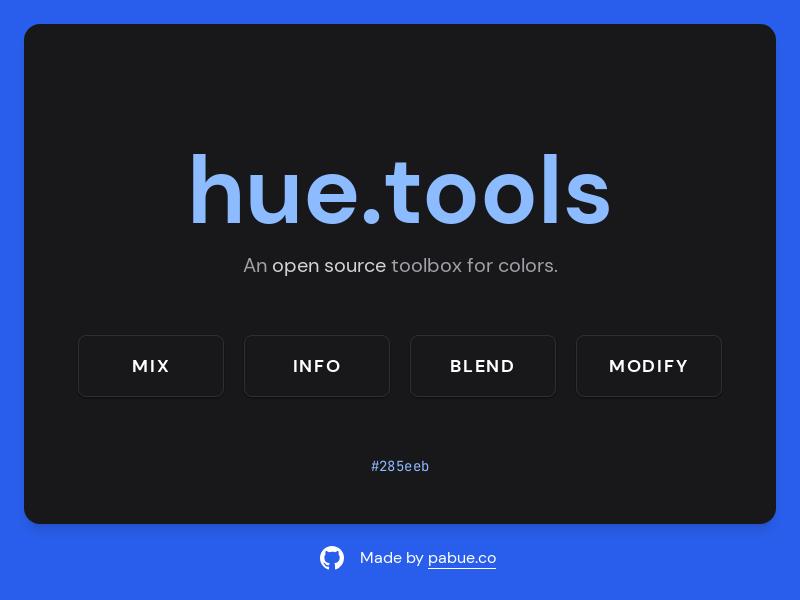 hue.tools
An open source toolbox for colors.
MIX
INFO
BLEND
MODIFY
#285eeb
Made by pabue.co